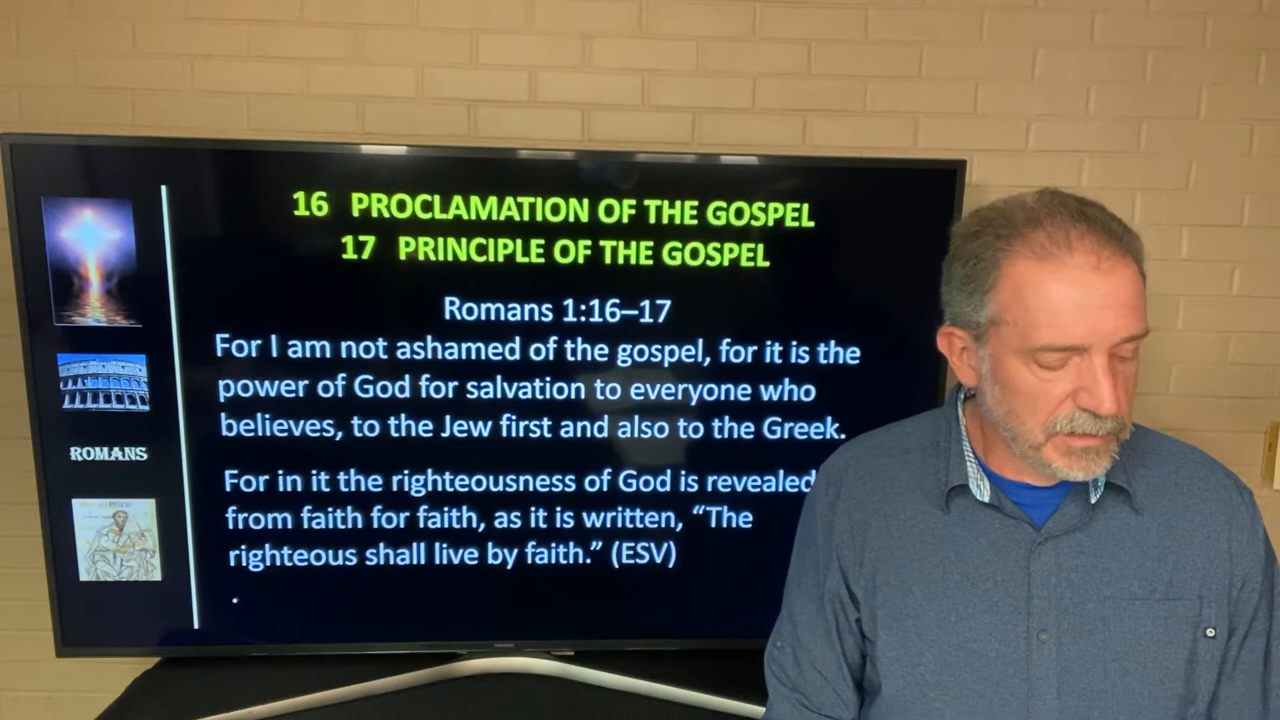 16 PROCLAMATION OF THE GOSPEL
17 PRINCIPLE OF THE GOSPEL
Romans 1:16–17
For I am not ashamed of the gospel, for it is the
power of God for salvation to everyone who
believes, to the Jew first and also to the Greek.
For in it the righteousness of God is revealed
from faith for faith, as it is written, “The
righteous shall live by faith.” (ESV)
.
ROMANS